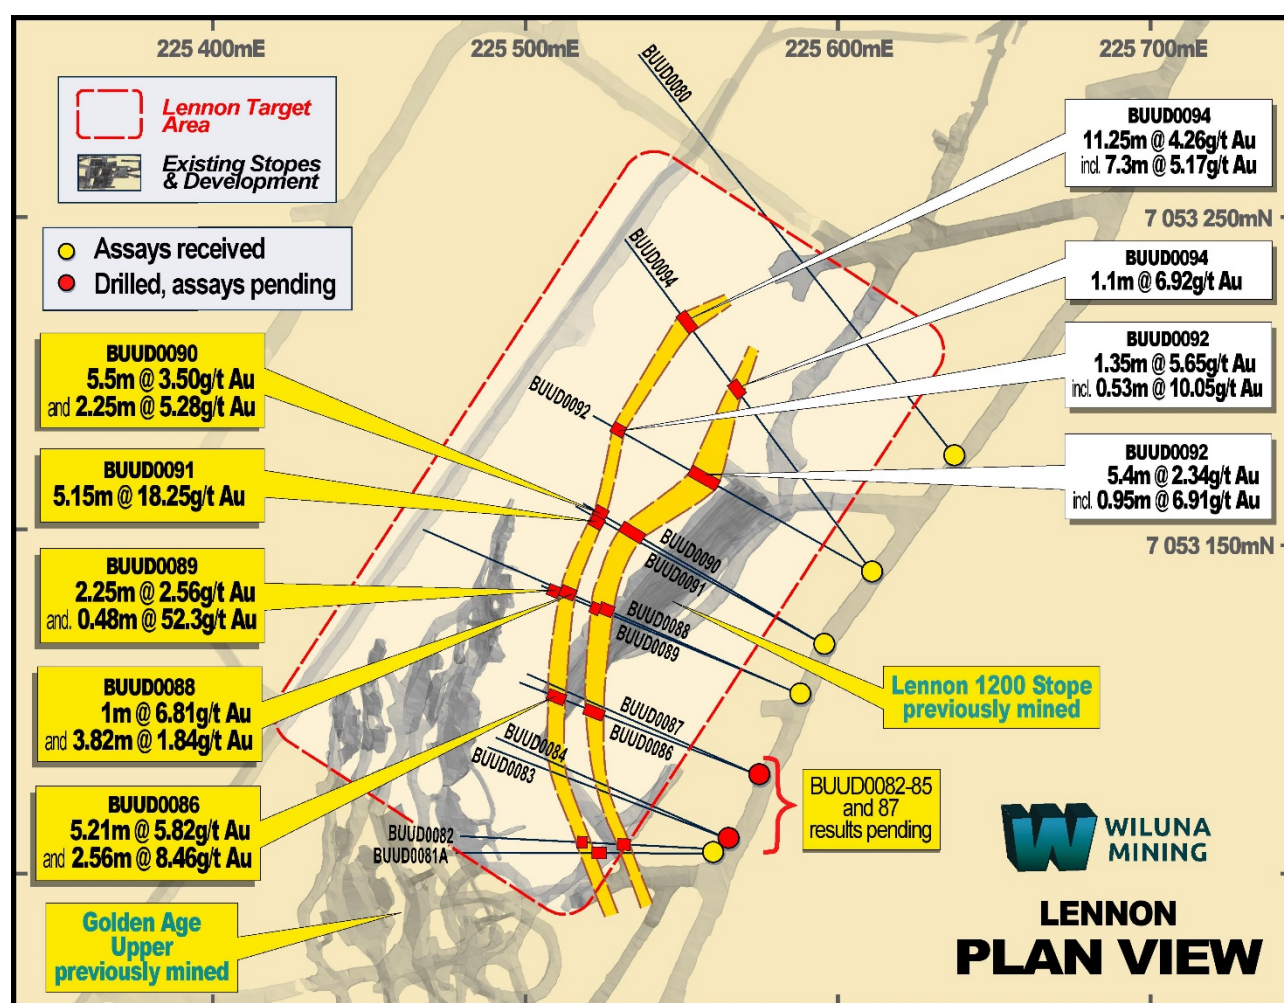 225 400mE
225 500mE
225 600mE
225 700mE
Lennon Target
Area
Existing Stopes
& Development
Assays received
Drilled, assays pending
BUUD0080
BUUD0094
11.25m @ 4.26g/t Au
incl. 7.3m @ 5.17g/t Au
7 053 250mN
BUUD0094
BUUD0094
1.1m @ 6.92g/t Au
BUUD0090
5.5m @ 3.50g/t Au
and 2.25m @ 5.28g/t Au
BUUD0092
BUUD0092
1.35m @ 5.65g/t Au
incl. 0.53m @ 10.05g/t Au
BUUD0091
5.15m @ 18.25g/t Au
BUUD0092
5.4m @ 2.34g/t Au
incl. 0.95m @ 6.91g/t Au
7 053 150mN
BUUD0090
BUUD0091
BUUD0089
2.25m @ 2.56g/t Au
and. 0.48m @ 52.3g/t Au
BUUD0088
BUUD0089
BUUD0088
1m @ 6.81g/t Au
and 3.82m @ 1.84g/t Au
Lennon 1200 Stope
previously mined
BUUD0087
BUUD0086
BUUD0084
BUUD0083
BUUD0086
5.21m @ 5.82g/t Au
and 2.56m @ 8.46g/t Au
BUUD0082
BUUD0081A
BUUD0082-85
and 87
results pending
Golden Age
Upper
previously mined
WILUNA
MINING
LENNON
PLAN VIEW